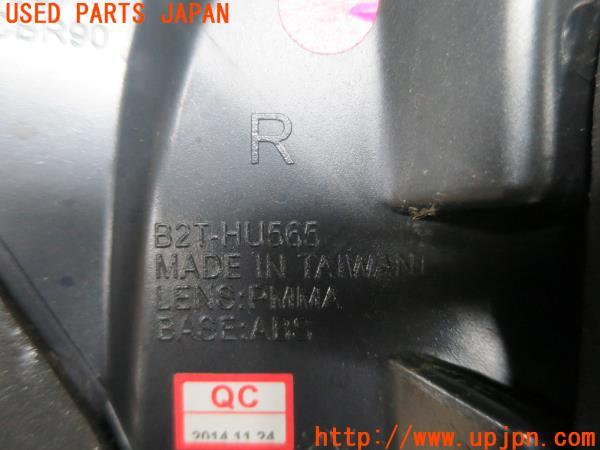 USED PARTS JAPAN
R
B2T-HU565
MADE IN TAIWAN
LENS:PMMA
BASE:ABS
QC
2014.11.24
http://www.upjpn.com